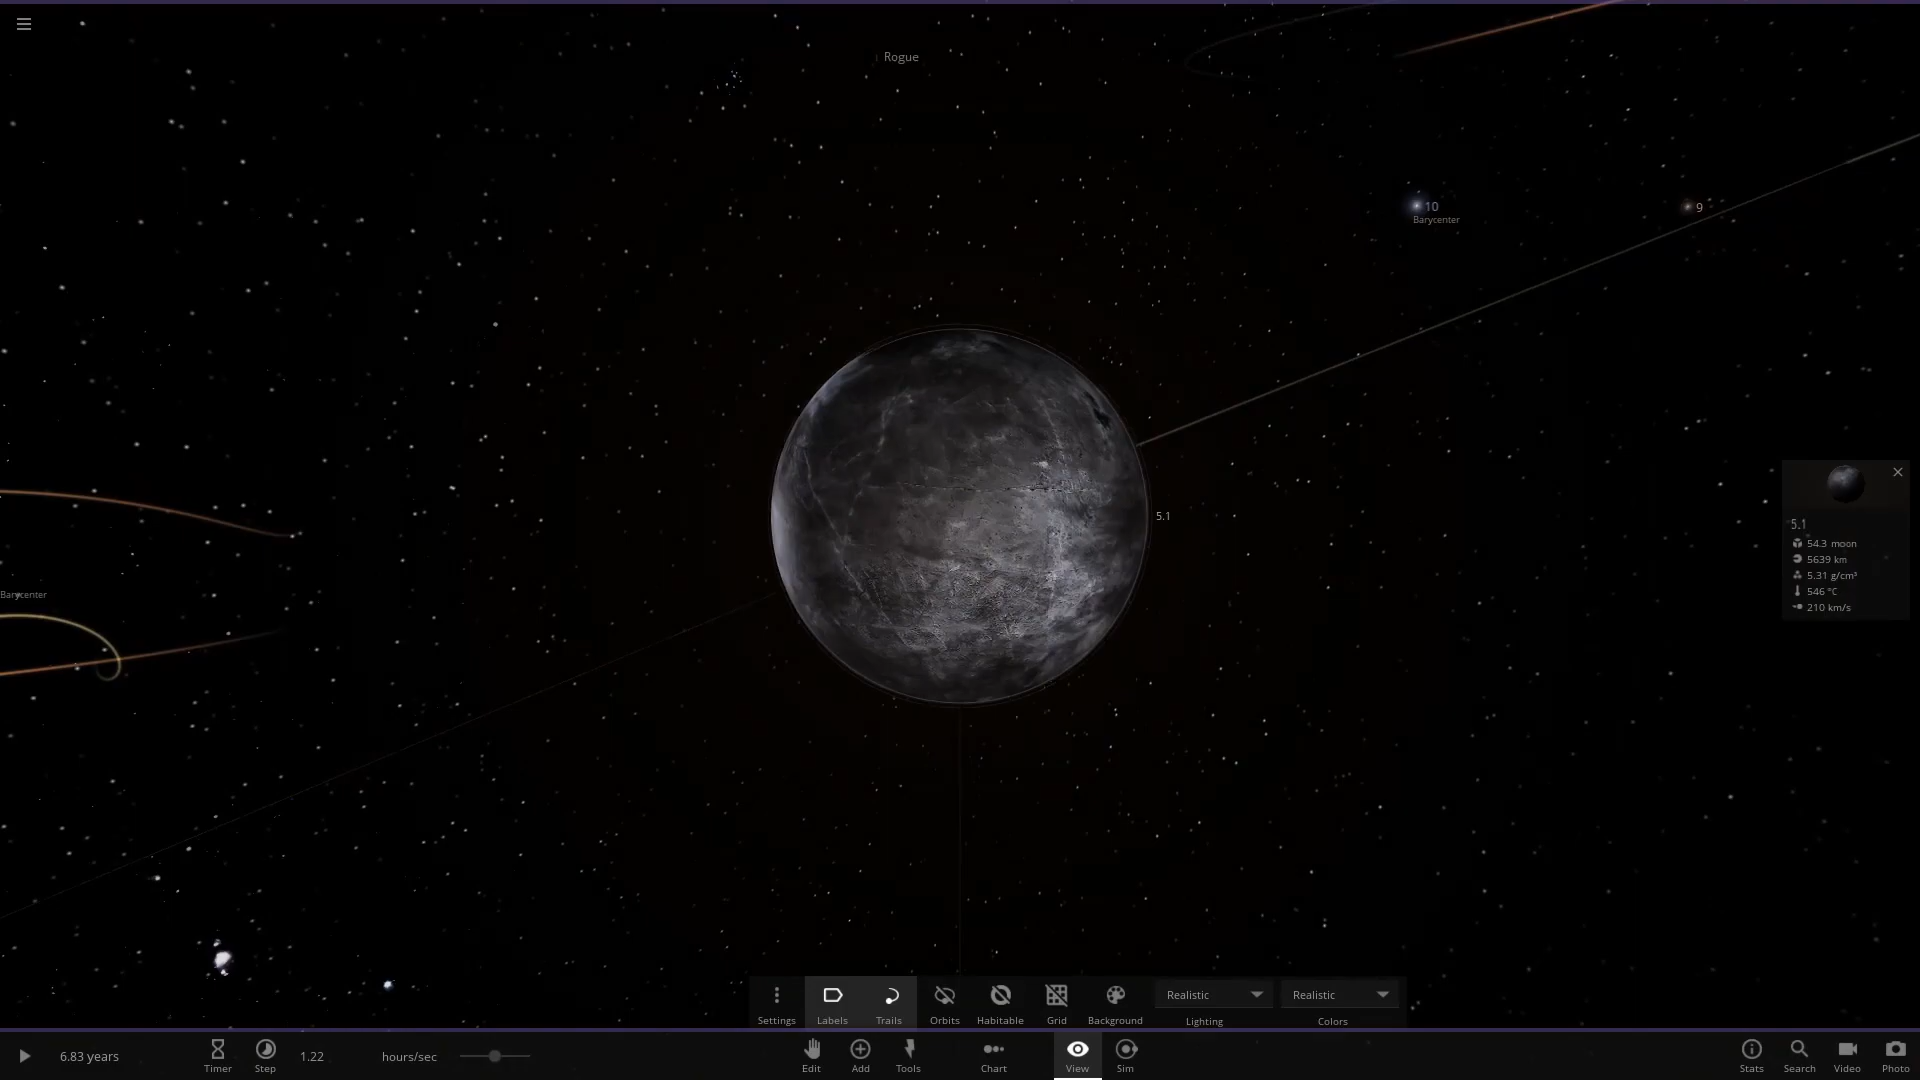 Rogue
10
Barycenter
9
5.1
Barycenter
5.1
54.3 moon
5639 km
5.31 g/cm³
546 °C
210 km/s
Settings
Labels
Trails
Orbits
Habitable
Grid
Background
Realistic
Lighting
Realistic
Colors
6.83 years
Timer
Step
1.22
hours/sec
Edit
Add
Tools
Chart
View
Sim
Stats
Search
Video
Photo